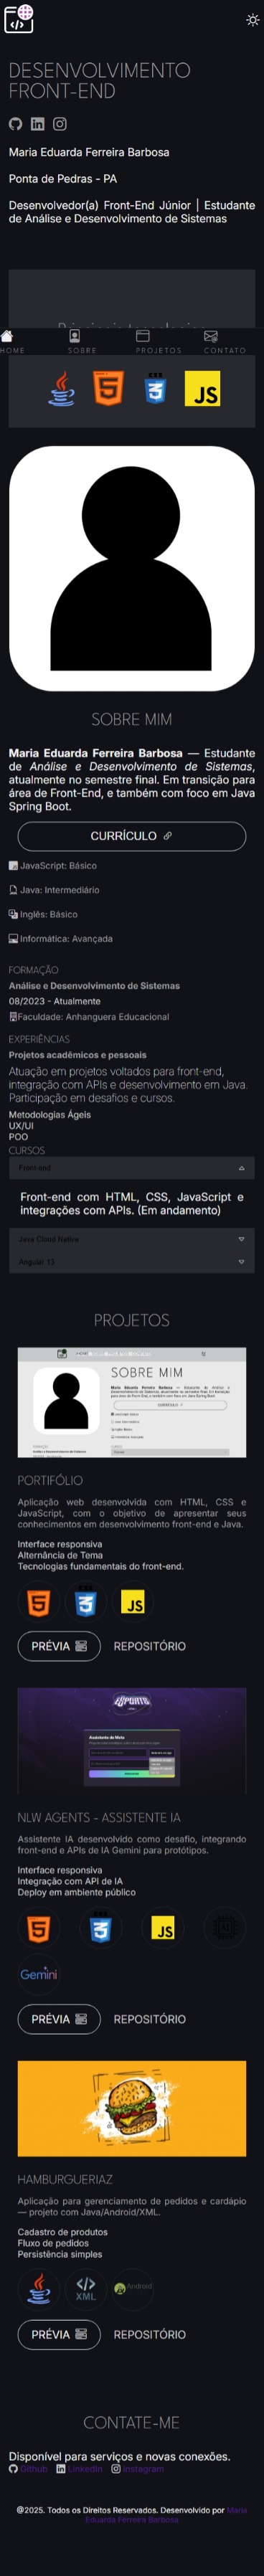 DESENVOLVIMENTO
FRONT-END
Maria Eduarda Ferreira Barbosa
Ponta de Pedras - PA
Desenvolvedor(a) Front-End Júnior | Estudante
de Análise e Desenvolvimento de Sistemas
HOME SOBRE PROJETOS CONTATO
JS
SOBRE MIM
Maria Eduarda Ferreira Barbosa — Estudante
de Análise e Desenvolvimento de Sistemas,
atualmente no semestre final. Em transição para
área de Front-End, e também com foco em Java
Spring Boot.
CURRÍCULO
JavaScript: Básico
Java: Intermediário
Inglês: Básico
Informática: Avançada
FORMAÇÃO
Análise e Desenvolvimento de Sistemas
08/2023 - Atualmente
Faculdade: Anhanguera Educacional
EXPERIÊNCIAS
Projetos acadêmicos e pessoais
Atuação em projetos voltados para front-end,
integração com APIs e desenvolvimento em Java.
Participação em desafios e cursos.
Metodologias Ágeis
UX/UI
POO
CURSOS
Front-end
Front-end com HTML, CSS, JavaScript e
integrações com APIs. (Em andamento)
Java Cloud Native
Angular 13
PROJETOS
SOBRE MIM
PORTIFÓLIO
Aplicação web desenvolvida com HTML, CSS e
JavaScript, com o objetivo de apresentar seus
conhecimentos em desenvolvimento front-end e Java.
Interface responsiva
Alternância de Tema
Tecnologias fundamentais do front-end.
JS
PRÉVIA REPOSITÓRIO
Assistente de Meta
NLW AGENTS - ASSISTENTE IA
Assistente IA desenvolvido como desafio, integrando
front-end e APIs de IA Gemini para protótipos.
Interface responsiva
Integração com API de IA
Deploy em ambiente público
JS
Gemini
PRÉVIA REPOSITÓRIO
HAMBURGUERIAZ
Aplicação para gerenciamento de pedidos e cardápio
— projeto com Java/Android/XML.
Cadastro de produtos
Fluxo de pedidos
Persistência simples
XML Android
PRÉVIA REPOSITÓRIO
CONTATE-ME
Disponível para serviços e novas conexões.
Github Linkedin Instagram
@2025. Todos os Direitos Reservados. Desenvolvido por Maria
Eduarda Ferreira Barbosa